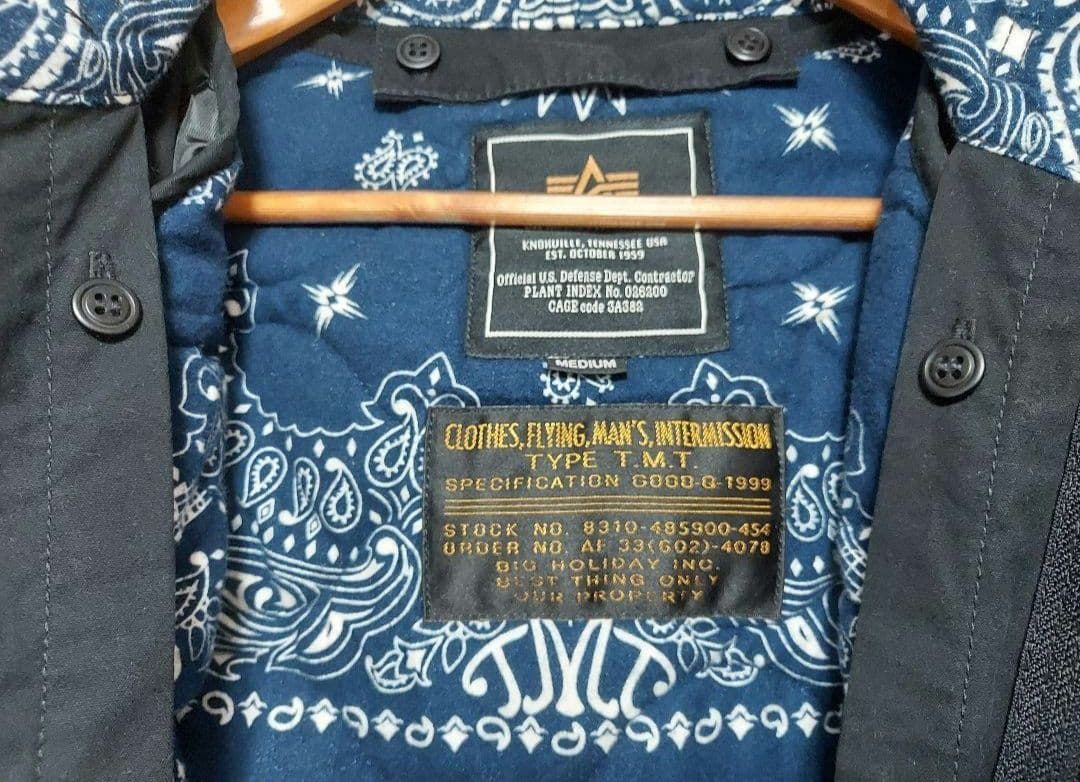 KNOXVILLE, TENNESSEE USA
EST. OCTOBER 1959
Official U.S. Defense Dept. Contractor
PLANT INDEX No. 026200
CAGE code 3A382
MEDIUM
CLOTHES, FLYING, MAN'S, INTERMISSION
TYPE T.M.T.
SPECIFICATION GOOD-Q-1999
STOCK NO. 8310-485900-454
ORDER NO. AF 33(602)-4078
BIG HOLIDAY INC.
BEST THING ONLY
OUR PROPERTY
TMT